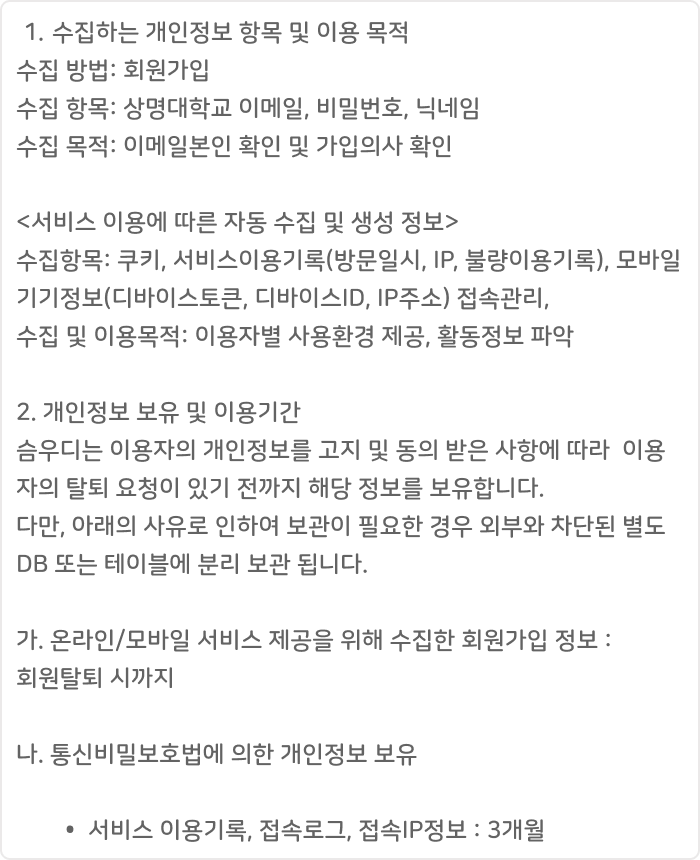 1. 수집하는 개인정보 항목 및 이용 목적
수집 방법: 회원가입
수집 항목: 상명대학교 이메일, 비밀번호, 닉네임
수집 목적: 이메일본인 확인 및 가입의사 확인
<서비스 이용에 따른 자동 수집 및 생성 정보>
수집항목: 쿠키, 서비스이용기록(방문일시, IP, 불량이용기록), 모바일
기기정보(디바이스토큰, 디바이스ID, IP주소) 접속관리,
수집 및 이용목적: 이용자별 사용환경 제공, 활동정보 파악
2. 개인정보 보유 및 이용기간
슴우디는 이용자의 개인정보를 고지 및 동의 받은 사항에 따라  이용
자의 탈퇴 요청이 있기 전까지 해당 정보를 보유합니다.
다만, 아래의 사유로 인하여 보관이 필요한 경우 외부와 차단된 별도
DB 또는 테이블에 분리 보관 됩니다.
가. 온라인/모바일 서비스 제공을 위해 수집한 회원가입 정보 :
회원탈퇴 시까지
나. 통신비밀보호법에 의한 개인정보 보유
• 서비스 이용기록, 접속로그, 접속IP정보 : 3개월